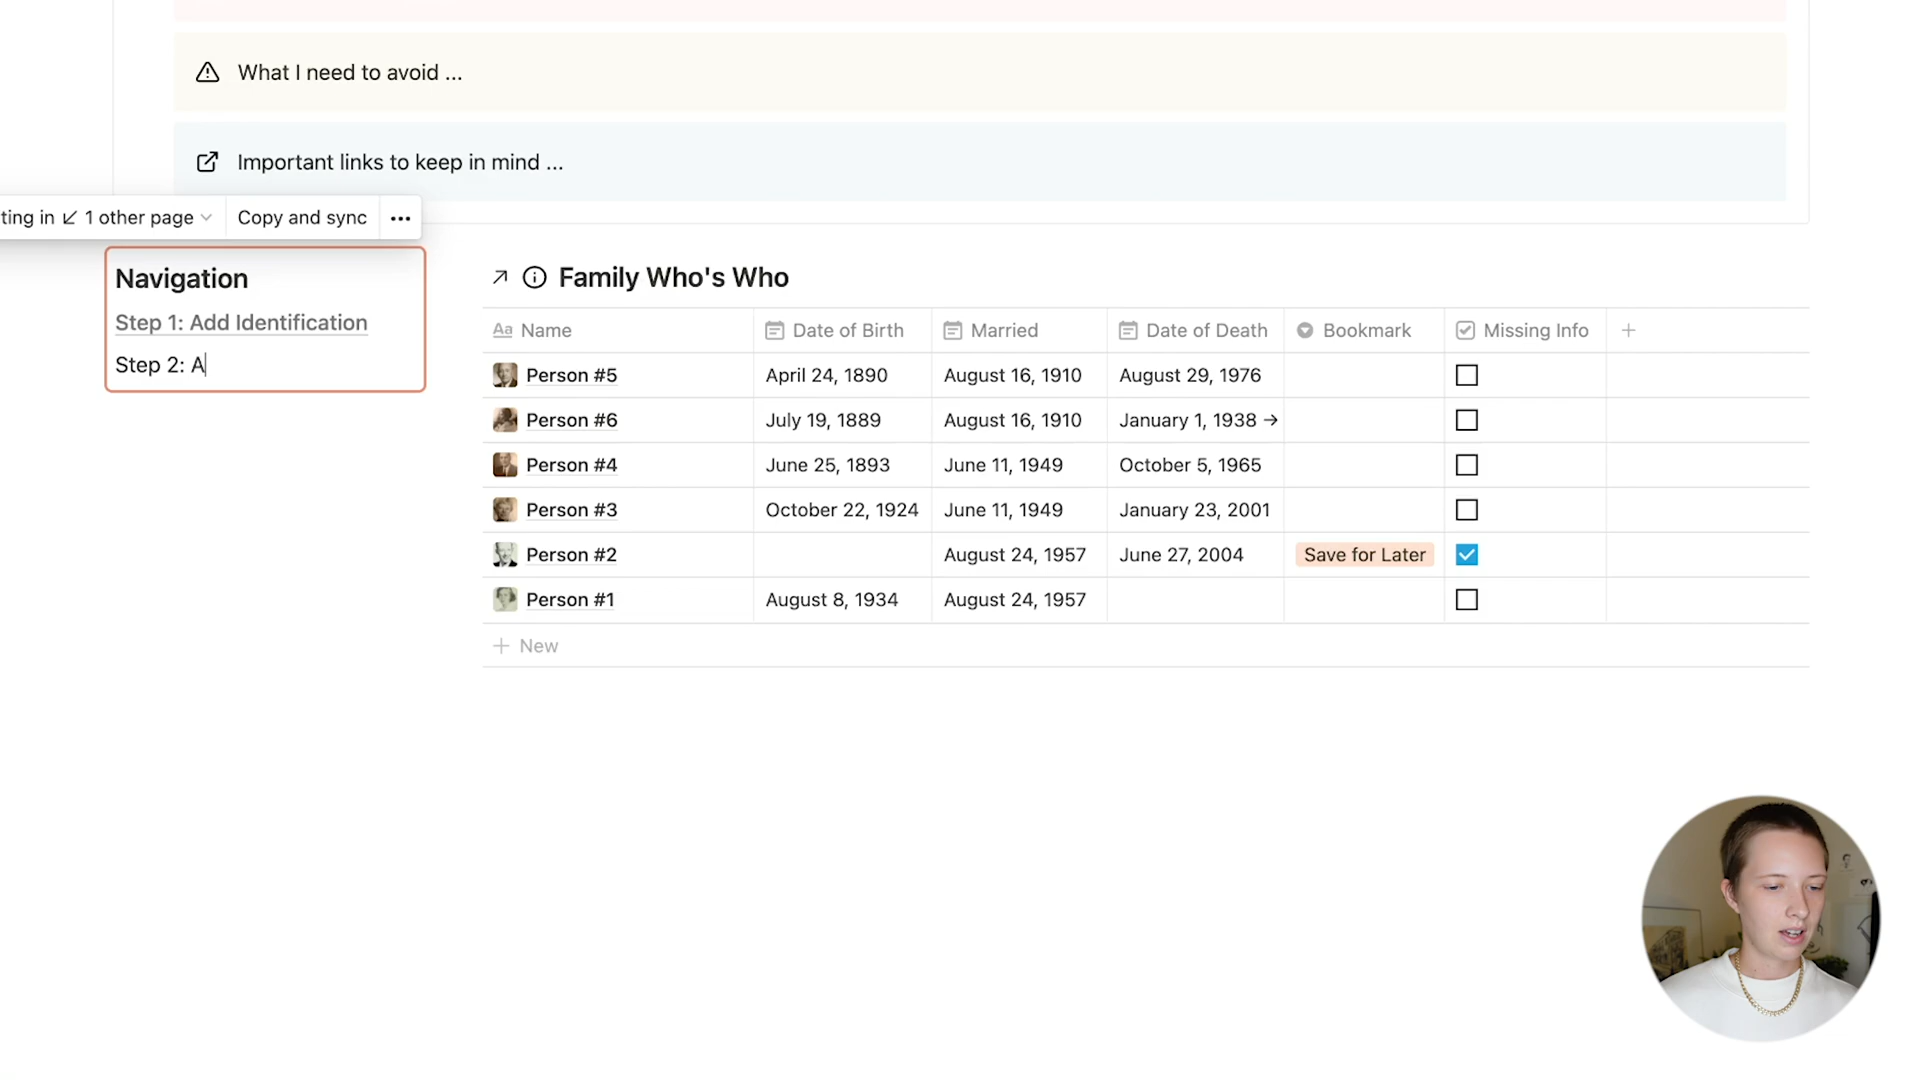 What I need to avoid ...
Important links to keep in mind ...
ting in ↙ 1 other page
Copy and sync
•••
Navigation
Step 1: Add Identification
Step 2: A
Family Who's Who
Aa Name Date of Birth Married Date of Death Bookmark Missing Info +
Person #5 April 24, 1890 August 16, 1910 August 29, 1976
Person #6 July 19, 1889 August 16, 1910 January 1, 1938 →
Person #4 June 25, 1893 June 11, 1949 October 5, 1965
Person #3 October 22, 1924 June 11, 1949 January 23, 2001
Person #2 August 24, 1957 June 27, 2004 Save for Later
Person #1 August 8, 1934 August 24, 1957
+ New